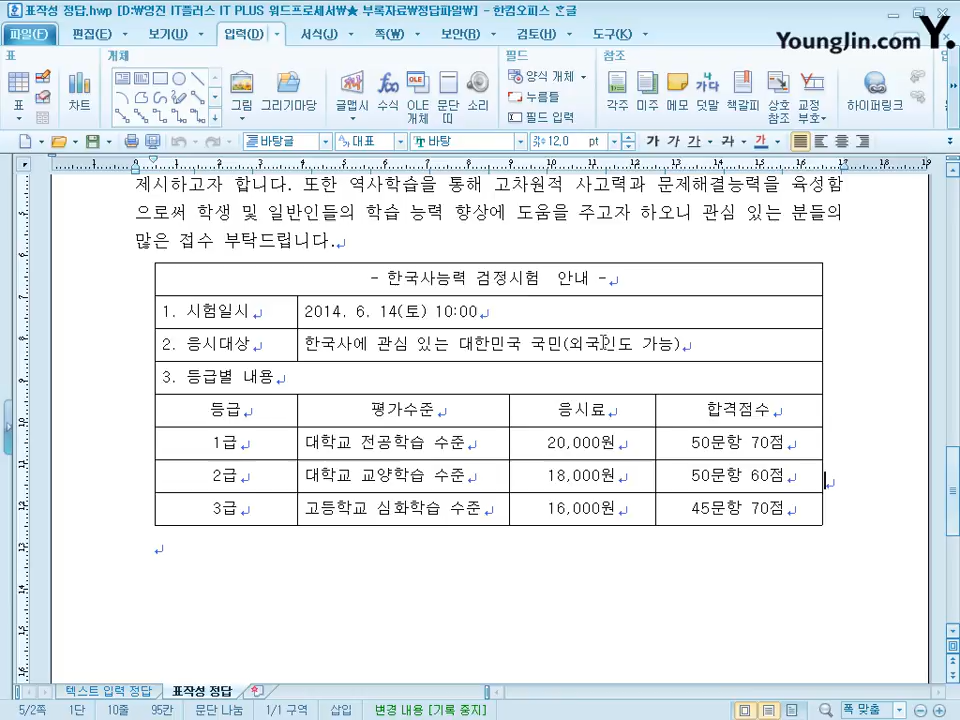 표작성 정답.hwp [D:₩영진 IT플러스 IT PLUS 워드프로세서₩★ 부록자료₩정답파일₩] - 한컴오피스 한글
파일(F) 편집(E) 보기(U) 입력(D) 서식(J) 쪽(W) 보안(R) 검토(H) 도구(K)
YoungJin.com Y.
표 개체 필드 참조
표 차트 그림 그리기마당 글맵시 수식 OLE 개체 문단 띠 소리
양식 개체
누름틀
필드 입력
각주 미주 메모 덧말 책갈피 상호 참조 교정 부호 하이퍼링크
바탕글 대표 바탕 12.0 pt 가 가 가 가 가
제시하고자 합니다. 또한 역사학습을 통해 고차원적 사고력과 문제해결능력을 육성함
으로써 학생 및 일반인들의 학습 능력 향상에 도움을 주고자 하오니 관심 있는 분들의
많은 접수 부탁드립니다.
- 한국사능력 검정시험 안내 -
1. 시험일시 2014. 6. 14(토) 10:00
2. 응시대상 한국사에 관심 있는 대한민국 국민(외국인도 가능)
3. 등급별 내용
등급 평가수준 응시료 합격점수
1급 대학교 전공학습 수준 20,000원 50문항 70점
2급 대학교 교양학습 수준 18,000원 50문항 60점
3급 고등학교 심화학습 수준 16,000원 45문항 70점
텍스트 입력 정답 표작성 정답
5/2쪽 1단 10줄 95칸 문단 나눔 1/1 구역 삽입 변경 내용 [기록 중지] 폭 맞춤